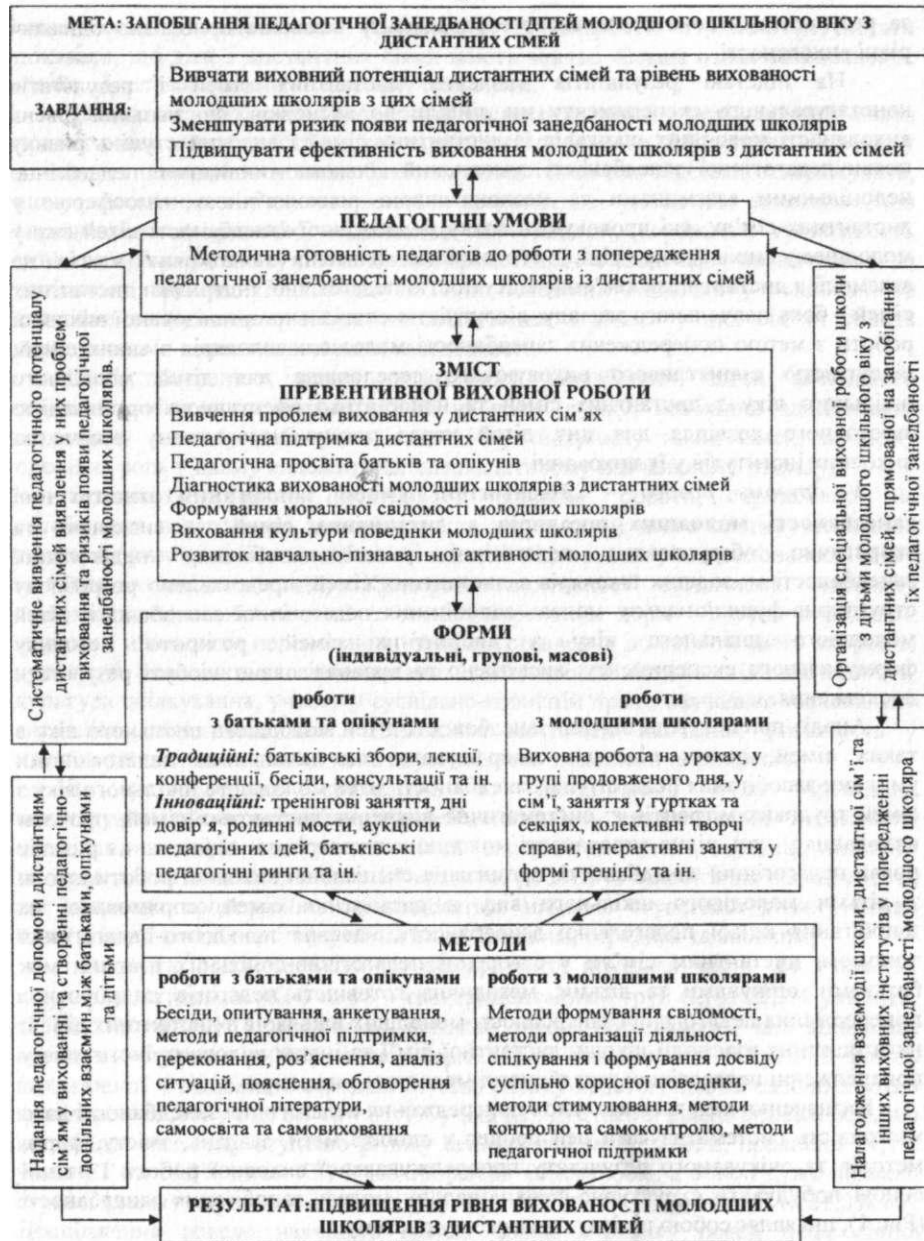 МЕТА: ЗАПОБІГАННЯ ПЕДАГОГІЧНОЇ ЗАНЕДБАНОСТІ ДІТЕЙ МОЛОДШОГО ШКІЛЬНОГО ВІКУ З
ДИСТАНТНИХ СІМЕЙ
ЗАВДАННЯ:
Вивчати виховний потенціал дистантних сімей та рівень вихованості
молодших школярів з цих сімей
Зменшувати ризик появи педагогічної занедбаності молодших школярів
Підвищувати ефективність виховання молодших школярів з дистантних сімей
ПЕДАГОГІЧНІ УМОВИ
Методична готовність педагогів до роботи з попередження
педагогічної занедбаності молодших школярів із дистантних сімей
Систематичне вивчення педагогічного потенціалу
дистантних сімей, виявлення у них проблем
виховання та ризиків появи педагогічної
занедбаності молодших школярів.
Організація спеціальної виховної роботи школи
з дітьми молодшого шкільного віку з
дистантних сімей, спрямованої на запобігання
їх педагогічної занедбаності
ЗМІСТ
ПРЕВЕНТИВНОЇ ВИХОВНОЇ РОБОТИ
Вивчення стану виховання у дистантних сім'ях
Педагогічна підтримка дистантних сімей
Педагогічна просвіта батьків та опікунів
Діагностика вихованості молодших школярів з дистантних сімей
Формування моральної свідомості молодших школярів
Виховання культури поведінки молодших школярів
Розвиток навчально-пізнавальної активності молодших школярів
ФОРМИ
(індивідуальні, групові, масові)
роботи
з батьками та опікунами
Традиційні: батьківські збори, лекції,
конференції, бесіди, консультації та ін.
Інноваційні: тренінгові заняття, дні
довір'я, родинні мости, аукціони
педагогічних ідей, батьківські
педагогічні ринги та ін.
роботи
з молодшими школярами
Виховна робота на уроках, у
групі продовженого дня, у
сім'ї, заняття у гуртках та
секціях, колективні творчі
справи, інтерактивні заняття у
формі тренінгу та ін.
Надання педагогічної допомоги дистантним
сім'ям у вихованні та створенні педагогічно-
доцільних взаємин між батьками
та дітьми
Налагодження взаємодії школи, дистантної сім'ї та
інших виховних інститутів у попередженні
педагогічної занедбаності молодшого школяра
МЕТОДИ
роботи з батьками та опікунами
Бесіди, опитування, анкетування,
методи педагогічної підтримки,
переконання, роз'яснення, аналізу
ситуацій, пояснення, обговорення
педагогічної літератури,
самоосвіта та самовиховання
роботи з молодшими школярами
Методи формування свідомості,
методи організації діяльності,
спілкування, формування досвіду
суспільно корисної поведінки,
методи стимулювання, методи
контролю та самоконтролю, методи
педагогічної підтримки
РЕЗУЛЬТАТ:ПІДВИЩЕННЯ РІВНЯ ВИХОВАНОСТІ МОЛОДШИХ
ШКОЛЯРІВ З ДИСТАНТНИХ СІМЕЙ